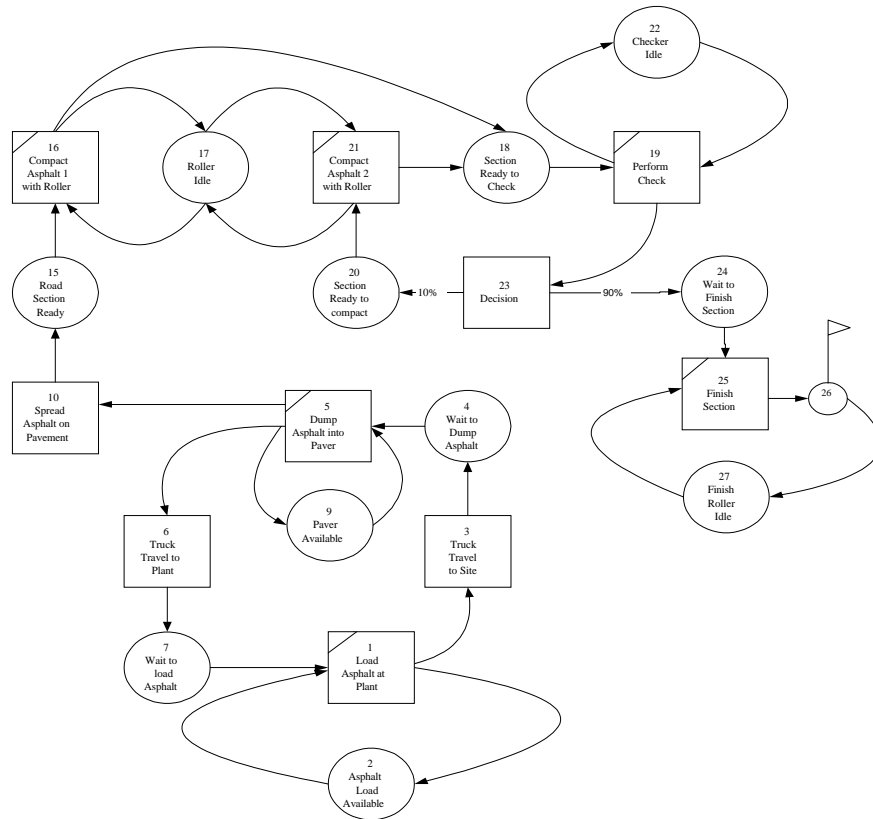 22
Checker
Idle
16
Compact
Asphalt 1
with Roller
17
Roller
Idle
21
Compact
Asphalt 2
with Roller
18
Section
Ready to
Check
19
Perform
Check
15
Road
Section
Ready
20
Section
Ready to
compact
10%
23
Decision
90%
24
Wait to
Finish
Section
10
Spread
Asphalt on
Pavement
5
Dump
Asphalt into
Paver
4
Wait to
Dump
Asphalt
25
Finish
Section
26
9
Paver
Available
27
Finish
Roller
Idle
6
Truck
Travel to
Plant
3
Truck
Travel
to Site
7
Wait to
load
Asphalt
1
Load
Asphalt at
Plant
2
Asphalt
Load
Available